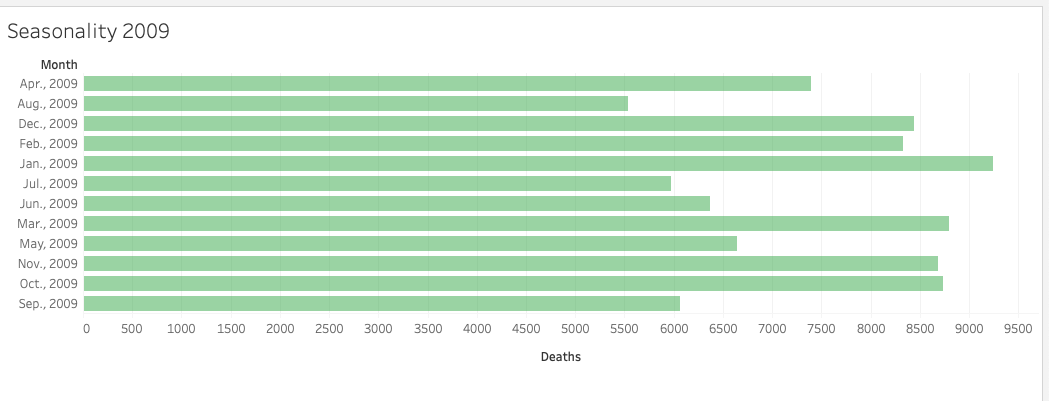 Seasonality 2009
Month
Apr., 2009
Aug., 2009
Dec., 2009
Feb., 2009
Jan., 2009
Jul., 2009
Jun., 2009
Mar., 2009
May, 2009
Nov., 2009
Oct., 2009
Sep., 2009
0 500 1000 1500 2000 2500 3000 3500 4000 4500 5000 5500 6000 6500 7000 7500 8000 8500 9000 9500
Deaths